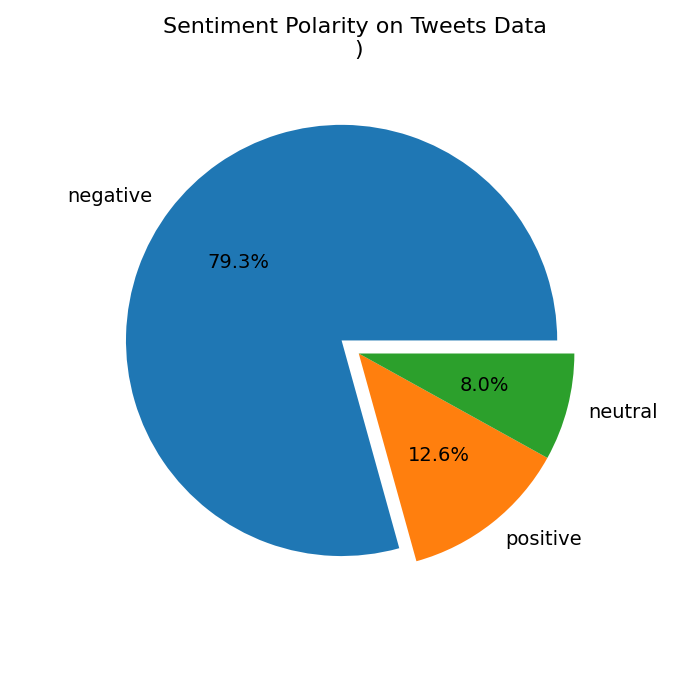 Sentiment Polarity on Tweets Data
)
negative
79.3%
8.0%
neutral
12.6%
positive